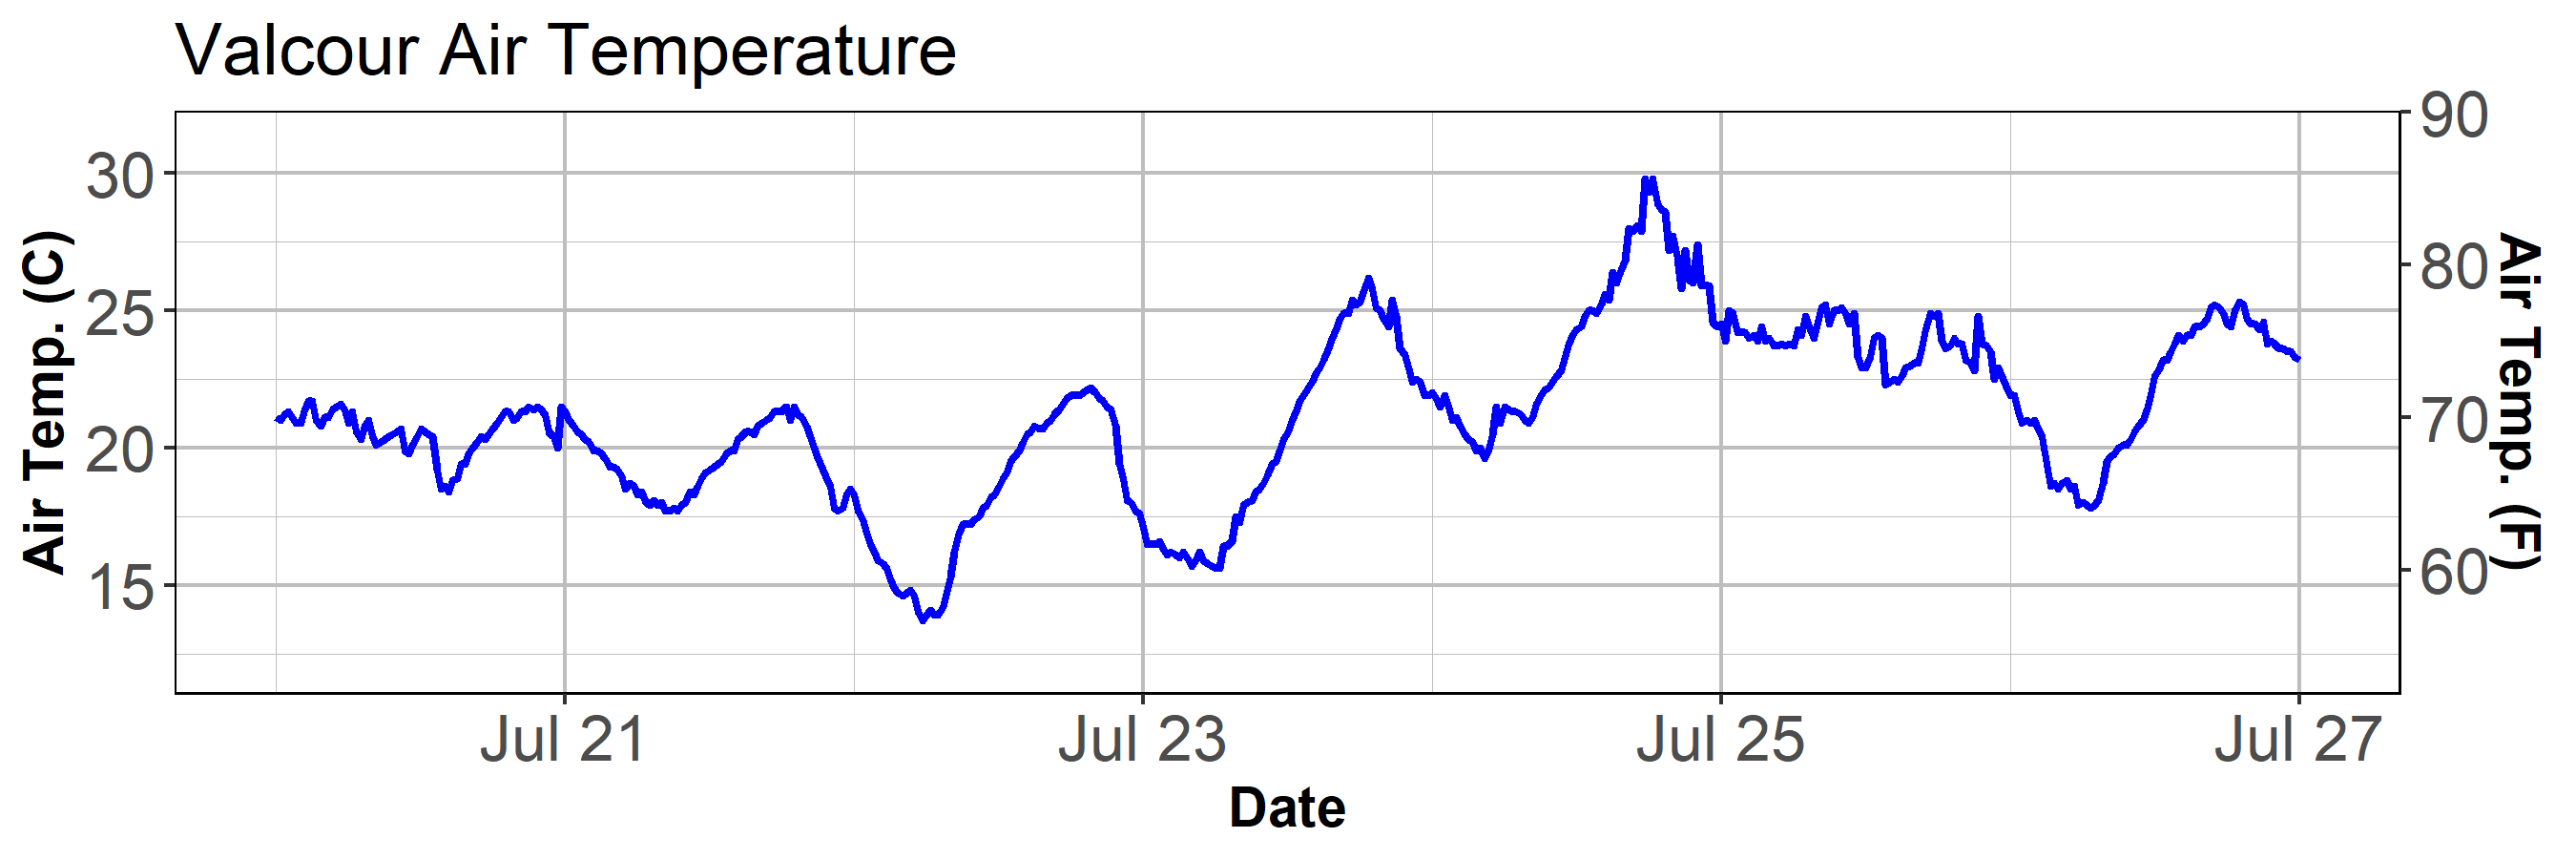 Valcour Air Temperature
Air Temp. (C)
30
25
20
15
90
80
70
60
Air Temp. (F)
Jul 21 Jul 23 Jul 25 Jul 27
Date